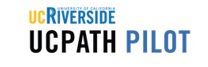 UNIVERSITY OF CALIFORNIA
UCRIVERSIDE
UCPATH PILOT